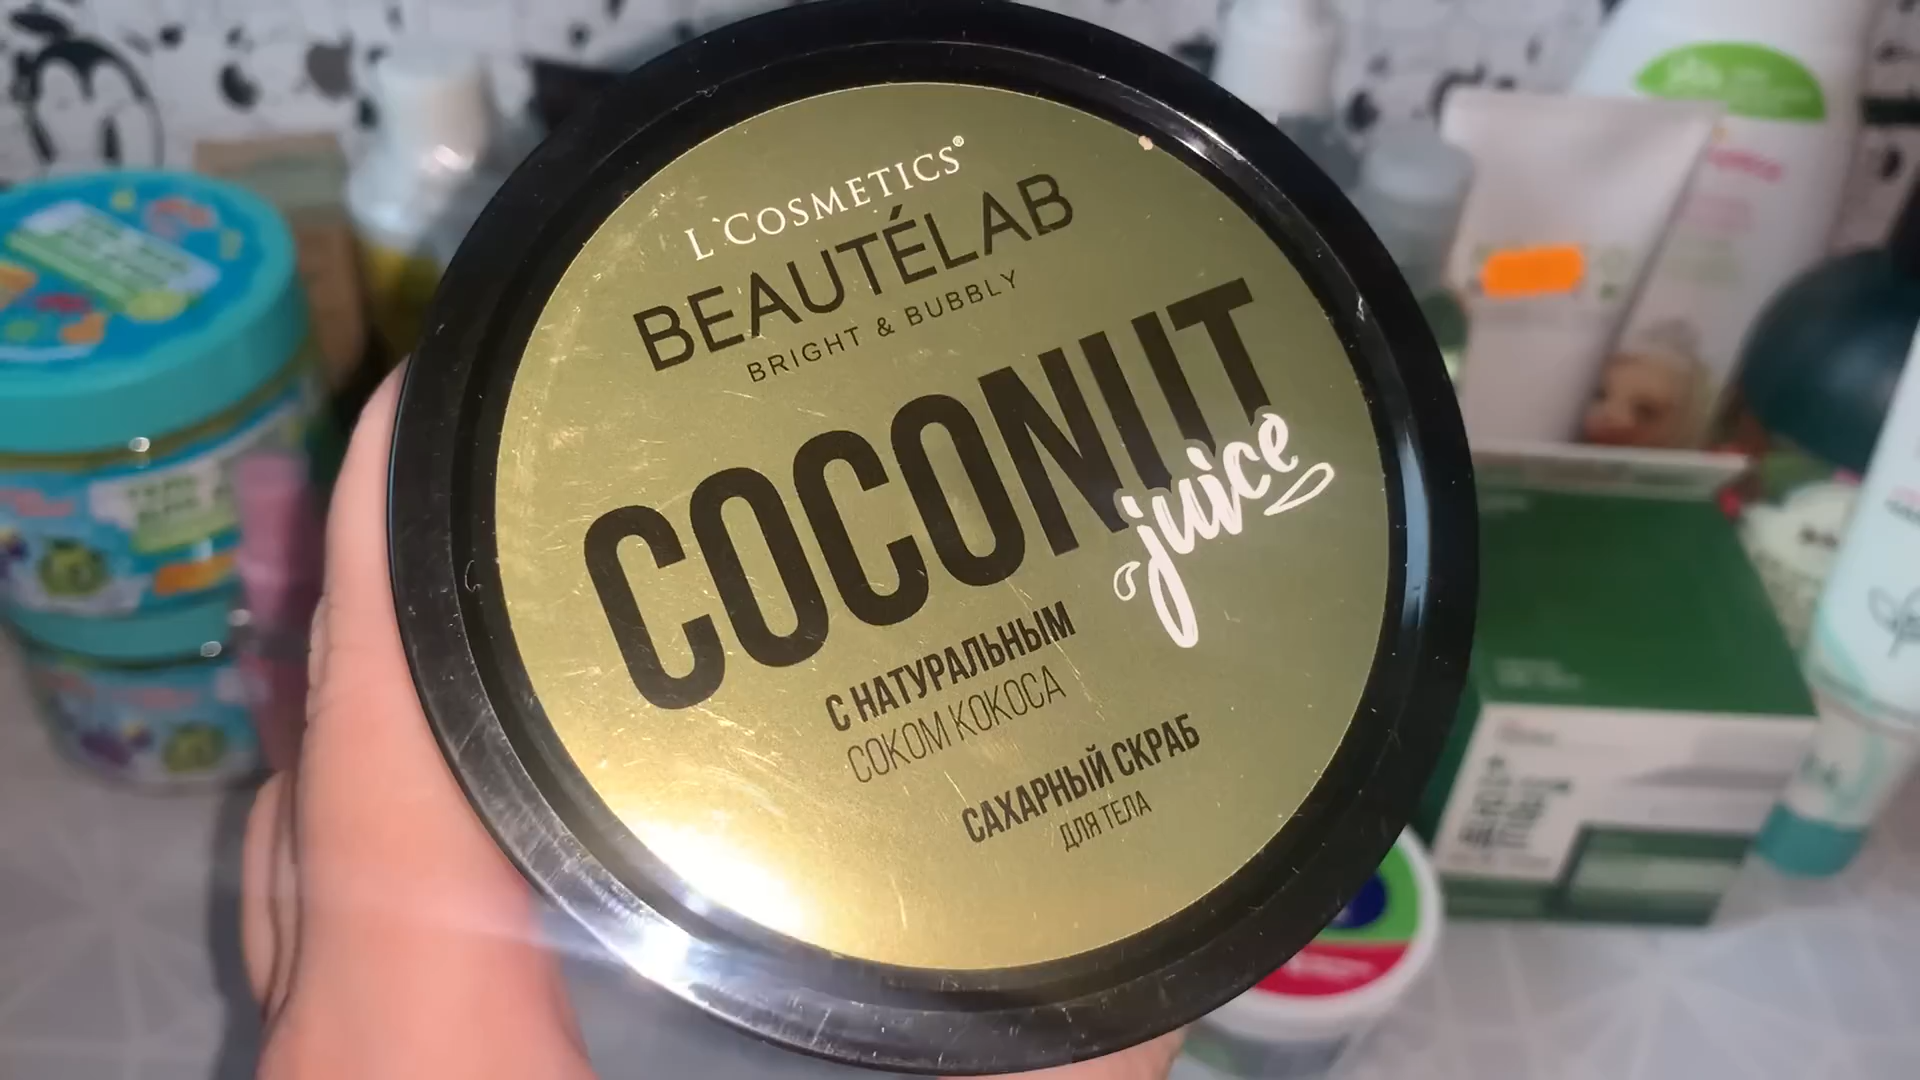 L`COSMETICS®
BEAUTÉLAB
BRIGHT & BUBBLY
COCONUT
juice
С НАТУРАЛЬНЫМ
СОКОМ КОКОСА
САХАРНЫЙ СКРАБ
ДЛЯ ТЕЛА